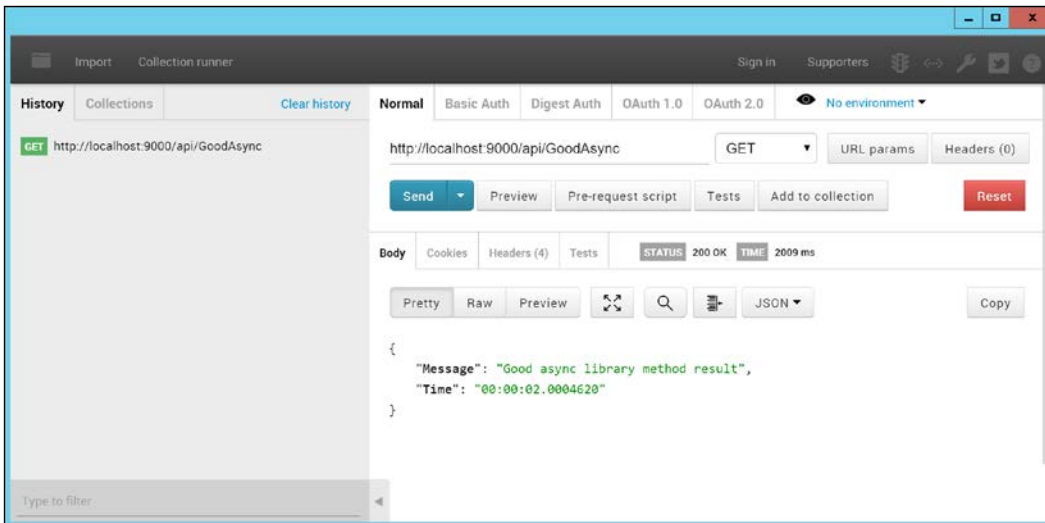 Import Collection runner Sign in Supporters
History Collections Clear history
GET http://localhost:9000/api/GoodAsync
Type to filter
Normal Basic Auth Digest Auth OAuth 1.0 OAuth 2.0 No environment
http://localhost:9000/api/GoodAsync GET URL params Headers (0)
Send Preview Pre-request script Tests Add to collection Reset
Body Cookies Headers (4) Tests STATUS 200 OK TIME 2009 ms
Pretty Raw Preview JSON Copy
{
"Message": "Good async library method result",
"Time": "00:00:02.0004620"
}